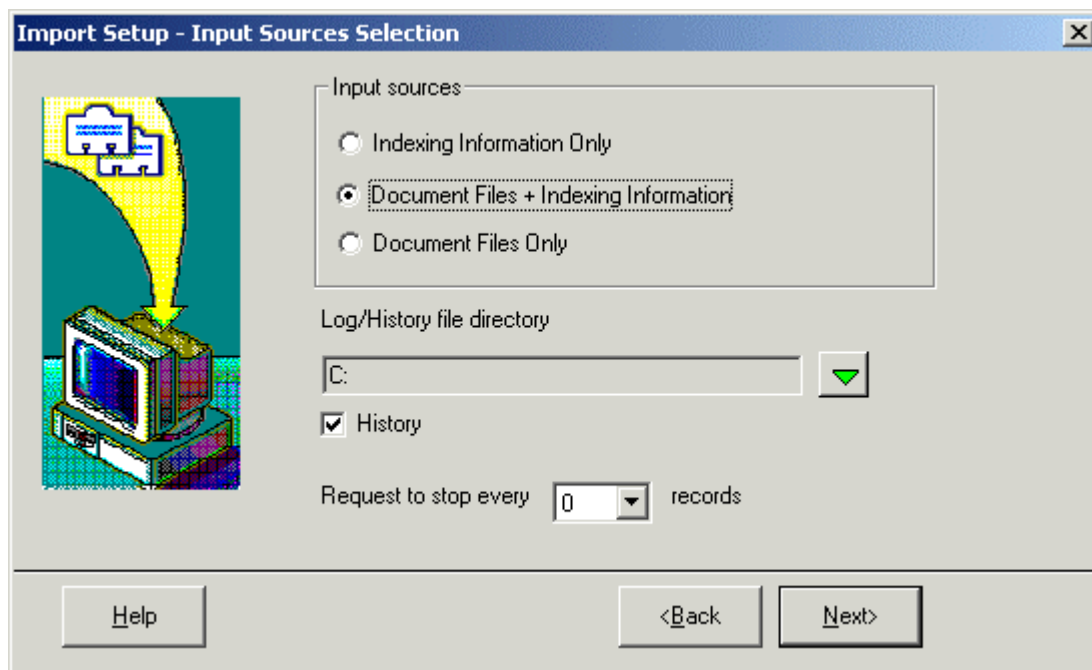 Import Setup - Input Sources Selection
Input sources
Indexing Information Only
Document Files + Indexing Information
Document Files Only
Log/History file directory
C:
History
Request to stop every 0 records
Help <Back Next>